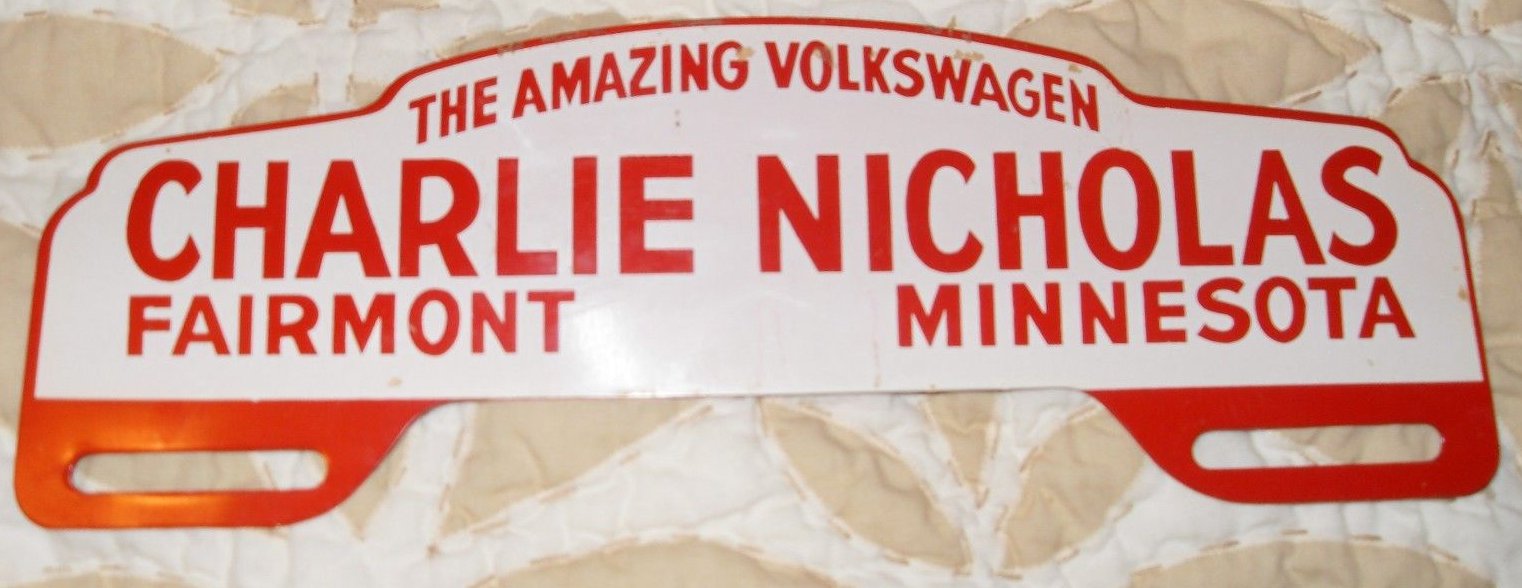 THE AMAZING VOLKSWAGEN
CHARLIE NICHOLAS
FAIRMONT MINNESOTA